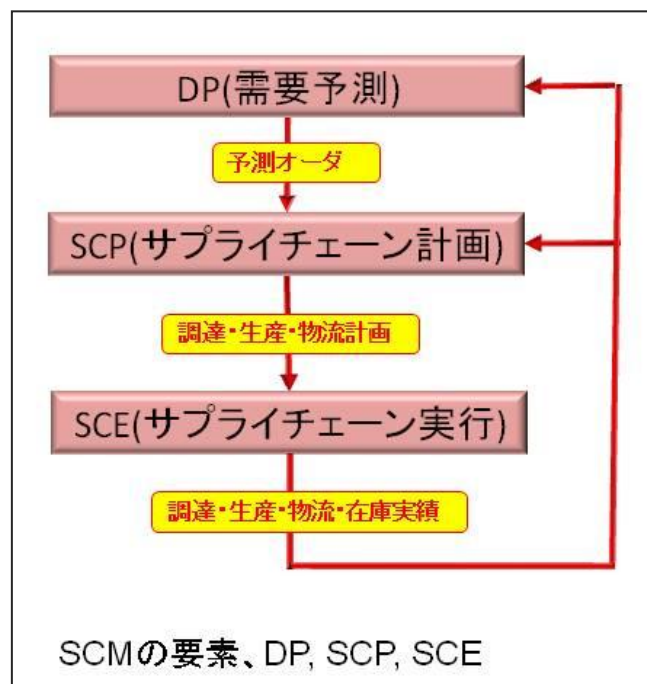 DP(需要予測)
予測オーダ
SCP(サプライチェーン計画)
調達・生産・物流計画
SCE(サプライチェーン実行)
調達・生産・物流・在庫実績
SCMの要素、DP, SCP, SCE